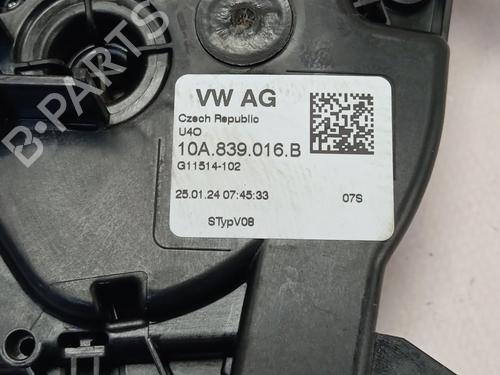 B-PARTS
VW AG
Czech Republic
U4O
10A.839.016.B
G11514-102
25.01.24 07:45:33 07S
STypV08